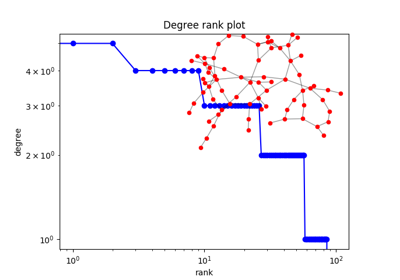 Degree rank plot
degree
4 × 10⁰
3 × 10⁰
2 × 10⁰
10⁰
10⁰
10¹
10²
rank